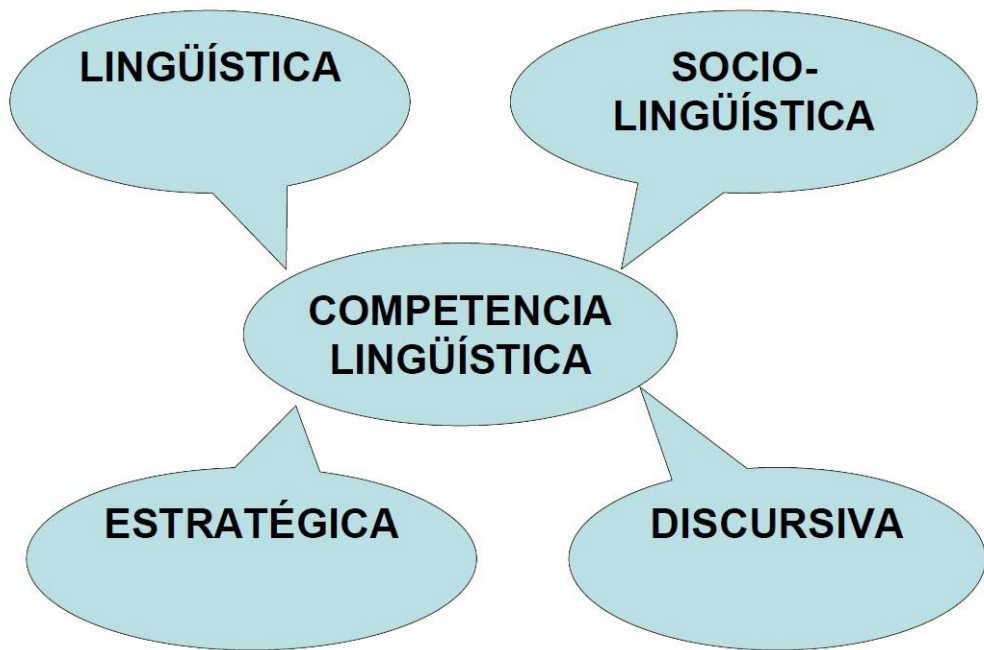 LINGÜÍSTICA
SOCIO-
LINGÜÍSTICA
COMPETENCIA
LINGÜÍSTICA
ESTRATÉGICA
DISCURSIVA